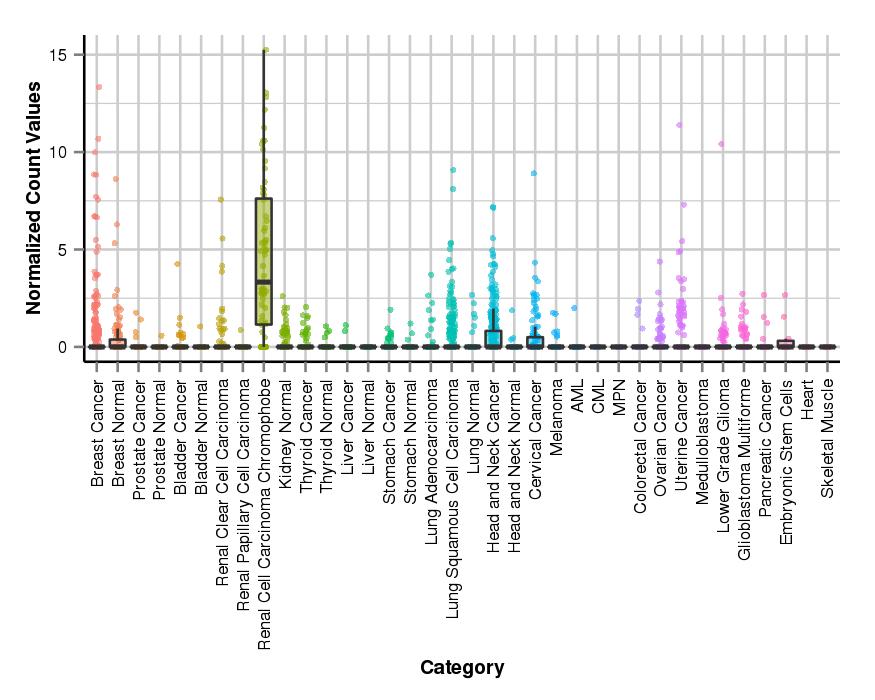 Normalized Count Values
15
10
5
0
Breast Cancer
Breast Normal
Prostate Cancer
Prostate Normal
Bladder Cancer
Bladder Normal
Renal Clear Cell Carcinoma
Renal Papillary Cell Carcinoma
Renal Cell Carcinoma Chromophobe
Kidney Normal
Thyroid Cancer
Thyroid Normal
Liver Cancer
Liver Normal
Stomach Cancer
Stomach Normal
Lung Adenocarcinoma
Lung Squamous Cell Carcinoma
Lung Normal
Head and Neck Cancer
Head and Neck Normal
Cervical Cancer
Melanoma
AML
CML
MPN
Colorectal Cancer
Ovarian Cancer
Uterine Cancer
Medulloblastoma
Lower Grade Glioma
Glioblastoma Multiforme
Pancreatic Cancer
Embryonic Stem Cells
Heart
Skeletal Muscle
Category